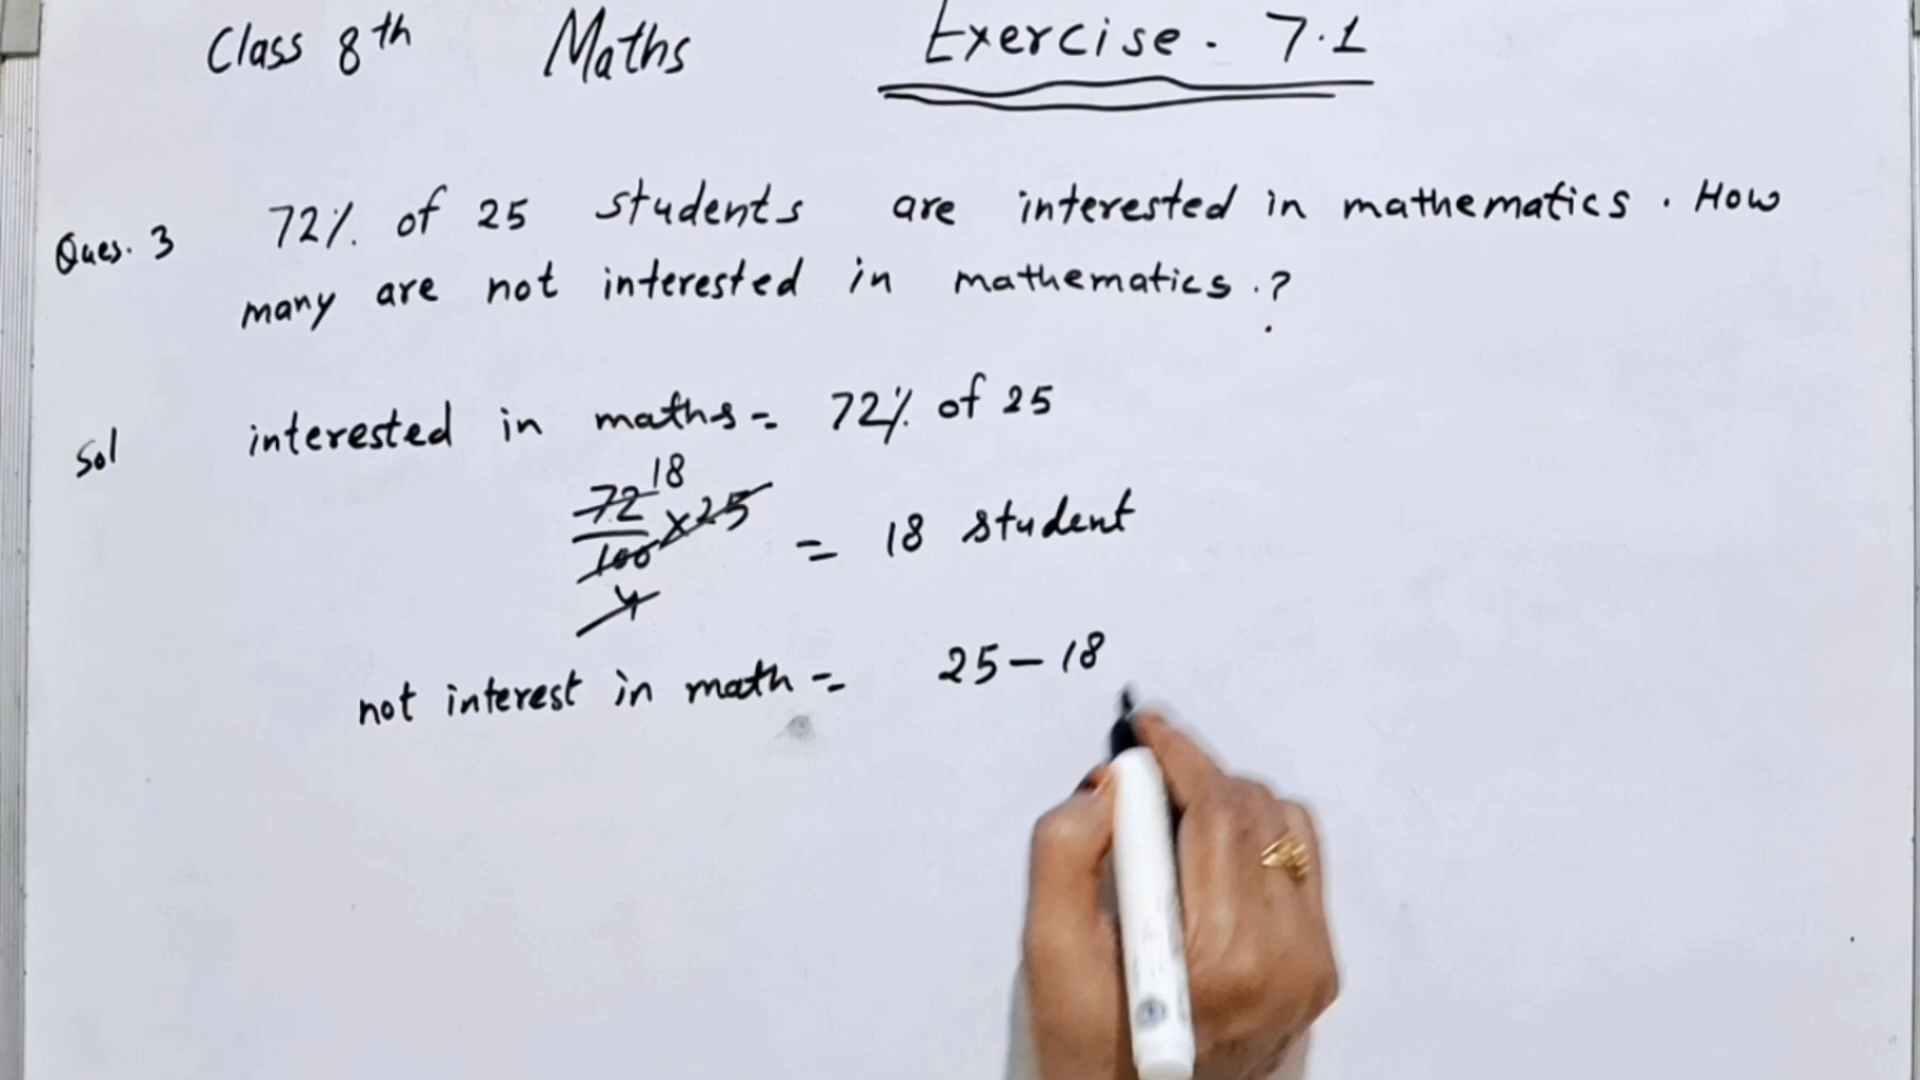 Class 8th Maths Exercise. 7.1
Ques. 3 72% of 25 students are interested in mathematics. How
many are not interested in mathematics.?
Sol interested in maths = 72% of 25
18
72
100 × 25 = 18 student
4
not interest in math = 25 - 18